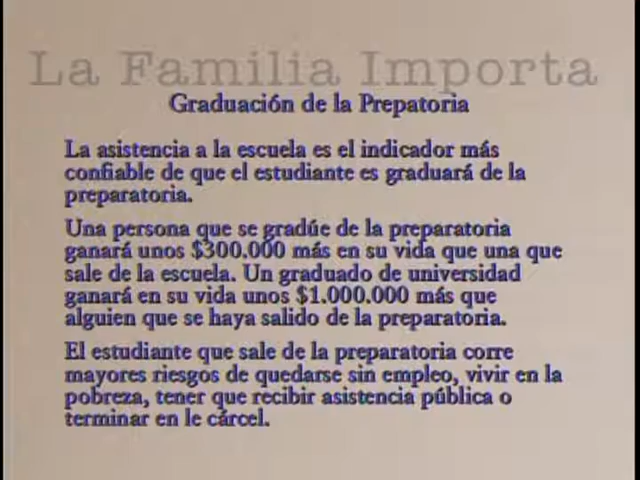 La Familia Importa
Graduación de la Prepatoria
La asistencia a la escuela es el indicador más
confiable de que el estudiante es graduará de la
preparatoria.
Una persona que se gradúe de la preparatoria
ganará unos $300.000 más en su vida que una que
sale de la escuela. Un graduado de universidad
ganará en su vida unos $1.000.000 más que
alguien que se haya salido de la preparatoria.
El estudiante que sale de la preparatoria corre
mayores riesgos de quedarse sin empleo, vivir en la
pobreza, tener que recibir asistencia pública o
terminar en le cárcel.